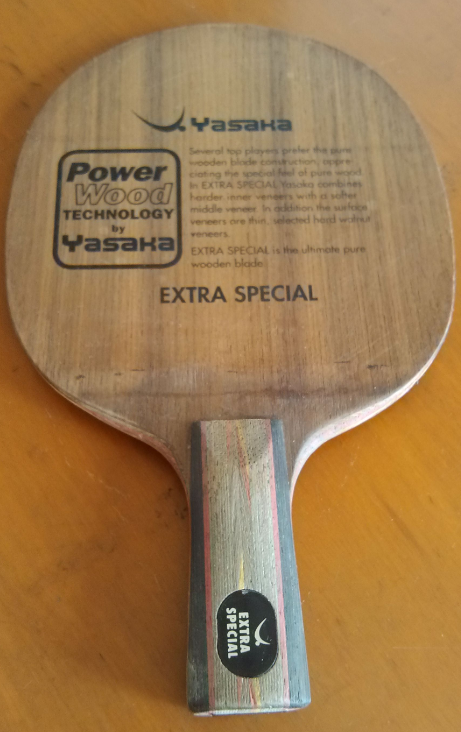 Yasaka
Several top players prefer the pure
wooden blade construction, appre-
ciating the special feel of pure wood.
In EXTRA SPECIAL Yasaka combines
harder inner veneers with a softer
middle veneer. In addition the surface
veneers are thin, selected hard walnut
veneers.
EXTRA SPECIAL is the ultimate pure
wooden blade.
Power
Wood
TECHNOLOGY
by
Yasaka
EXTRA SPECIAL
EXTRA
SPECIAL